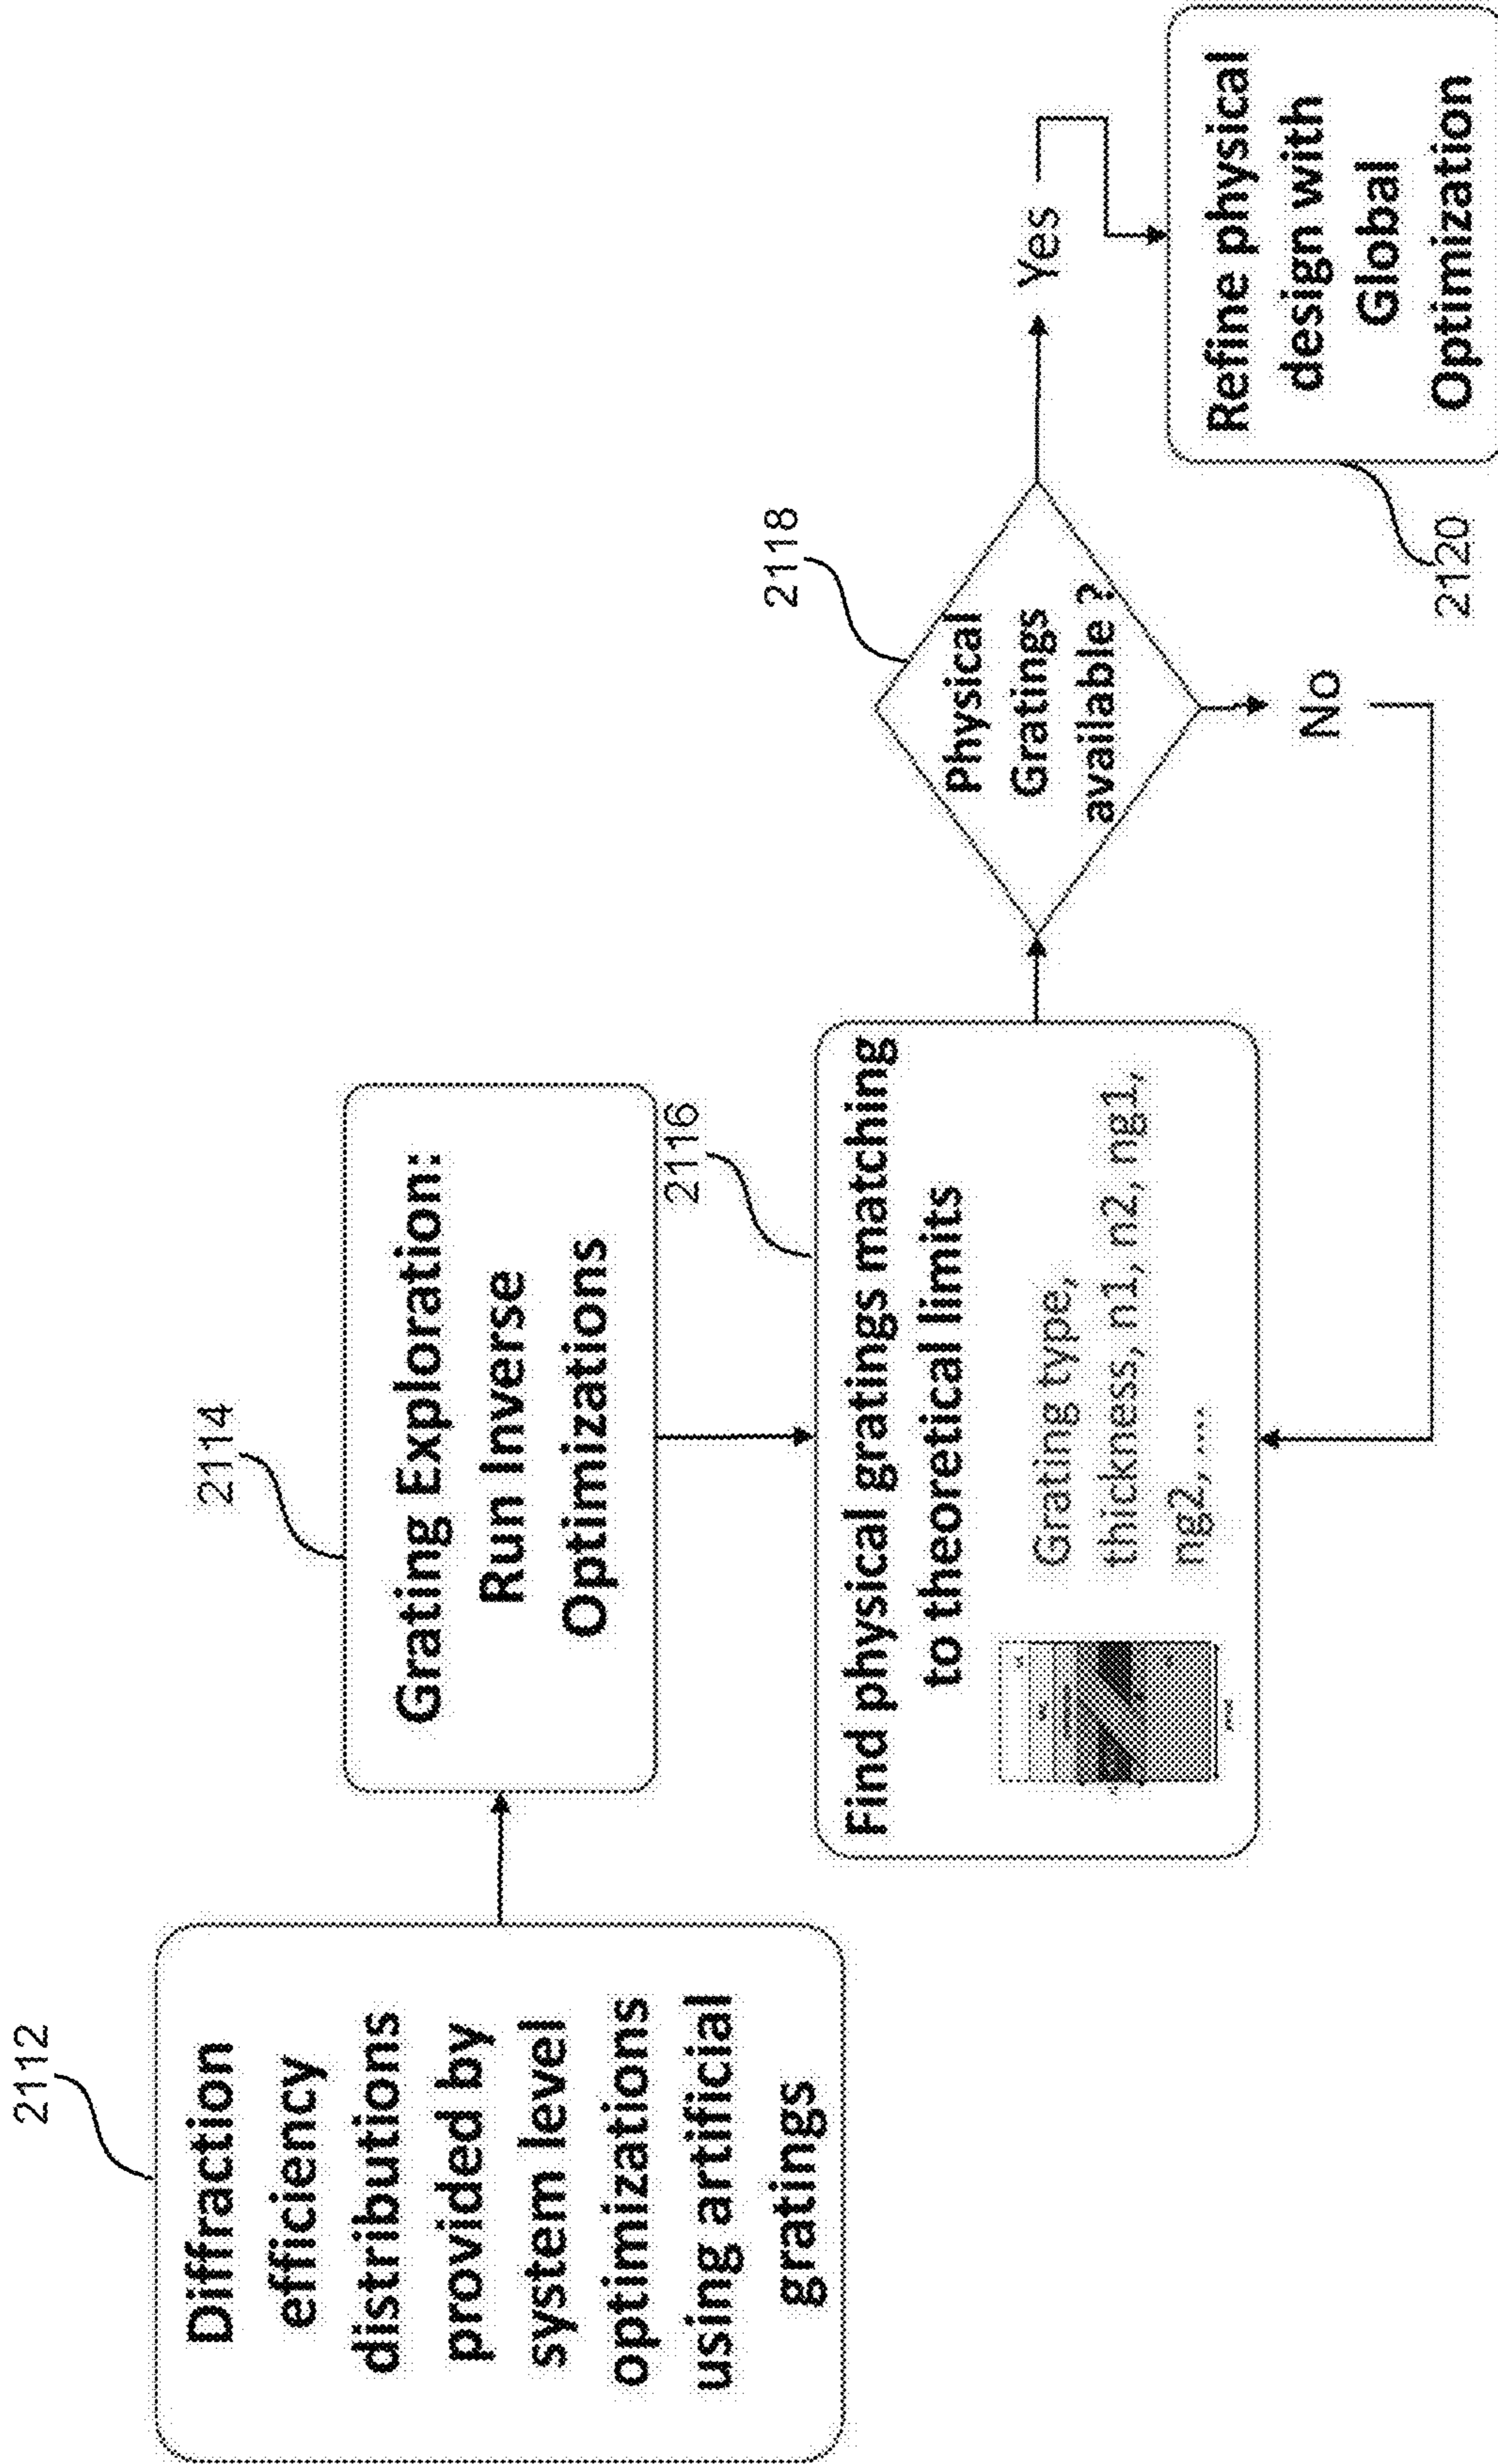 2112
Diffraction
efficiency
distributions
provided by
system level
optimizations
using artificial
gratings
2114
Grating Exploration:
Run Inverse
Optimizations
2116
Find physical gratings matching
to theoretical limits
Grating type,
thickness, n1, n2, ng1,
ng2,....
2118
Physical
Gratings
available ?
Yes
No
Refine physical
design with
Global
Optimization
2120